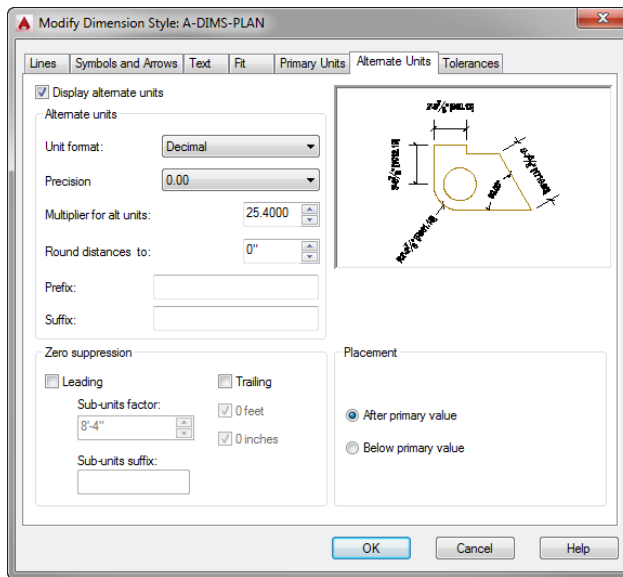 Modify Dimension Style: A-DIMS-PLAN
Lines Symbols and Arrows Text Fit Primary Units Alternate Units Tolerances
Display alternate units
Alternate units
Unit format: Decimal
Precision 0.00
Multiplier for alt units: 25.4000
Round distances to: 0"
Prefix:
Suffix:
Zero suppression
Leading
Trailing
Sub-units factor:
0 feet
8'-4"
0 inches
Sub-units suffix:
Placement
After primary value
Below primary value
OK Cancel Help